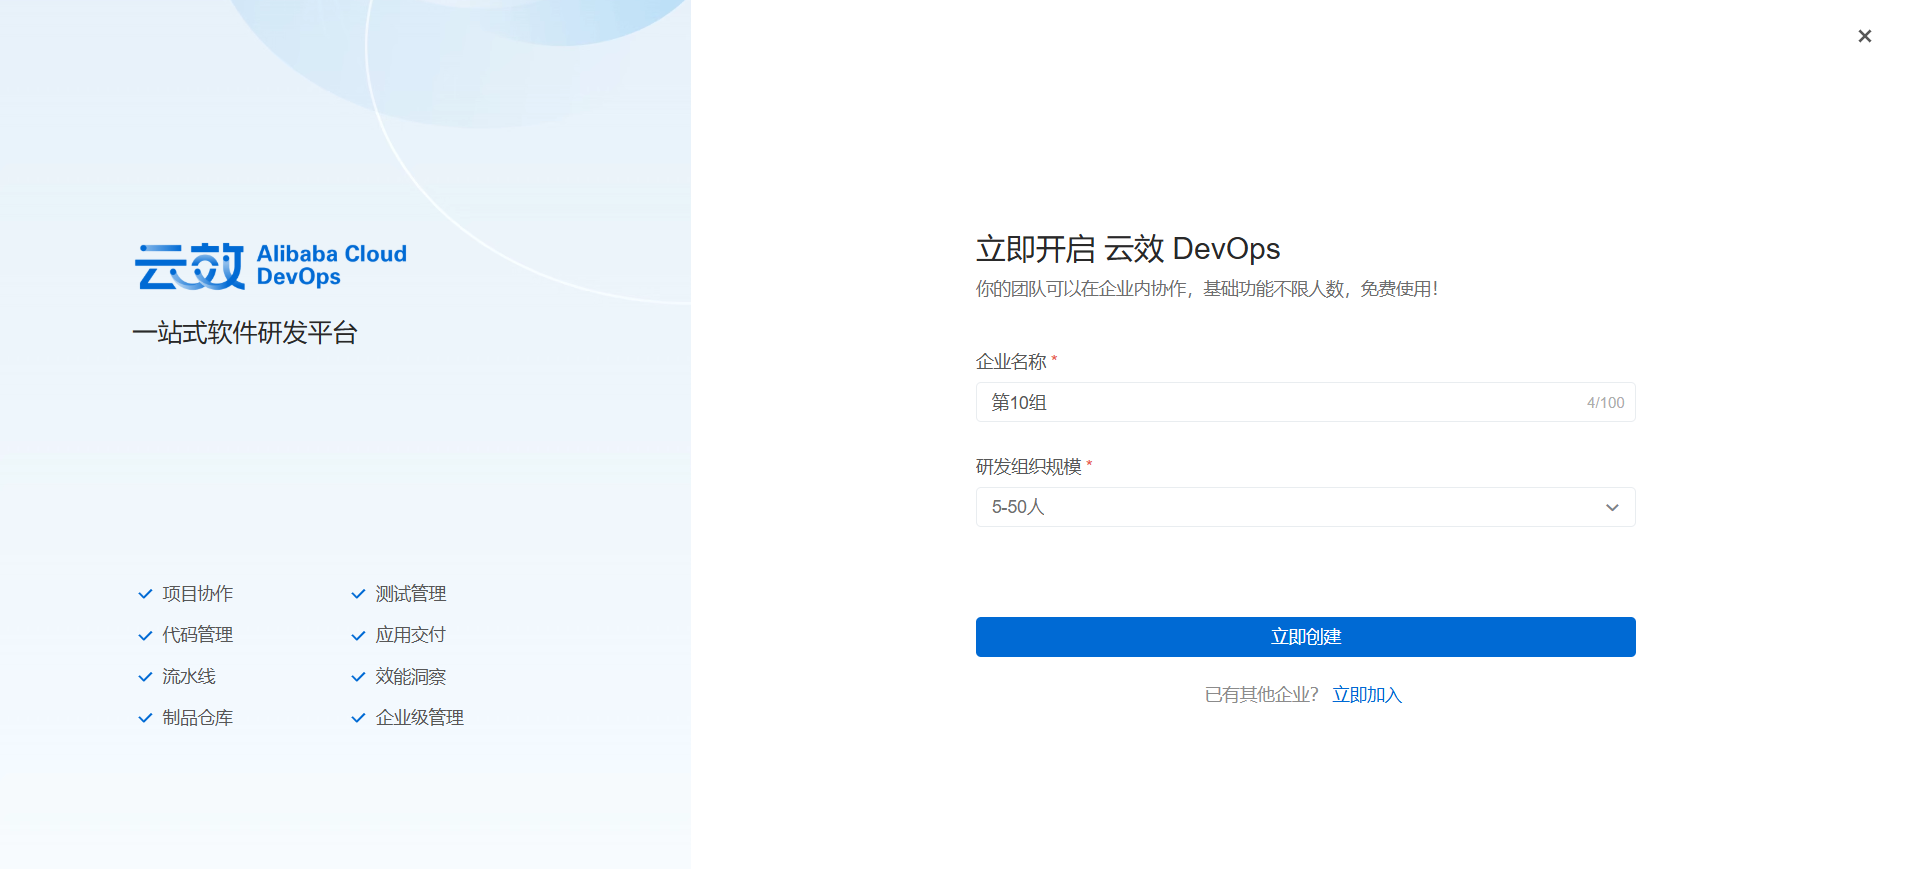 云效 Alibaba Cloud DevOps
一站式软件研发平台
项目协作
测试管理
代码管理
应用交付
流水线
效能洞察
制品仓库
企业级管理
立即开启 云效 DevOps
你的团队可以在企业内协作，基础功能不限人数，免费使用！
企业名称 *
第10组 4/100
研发组织规模 *
5-50人
立即创建
已有其他企业？ 立即加入